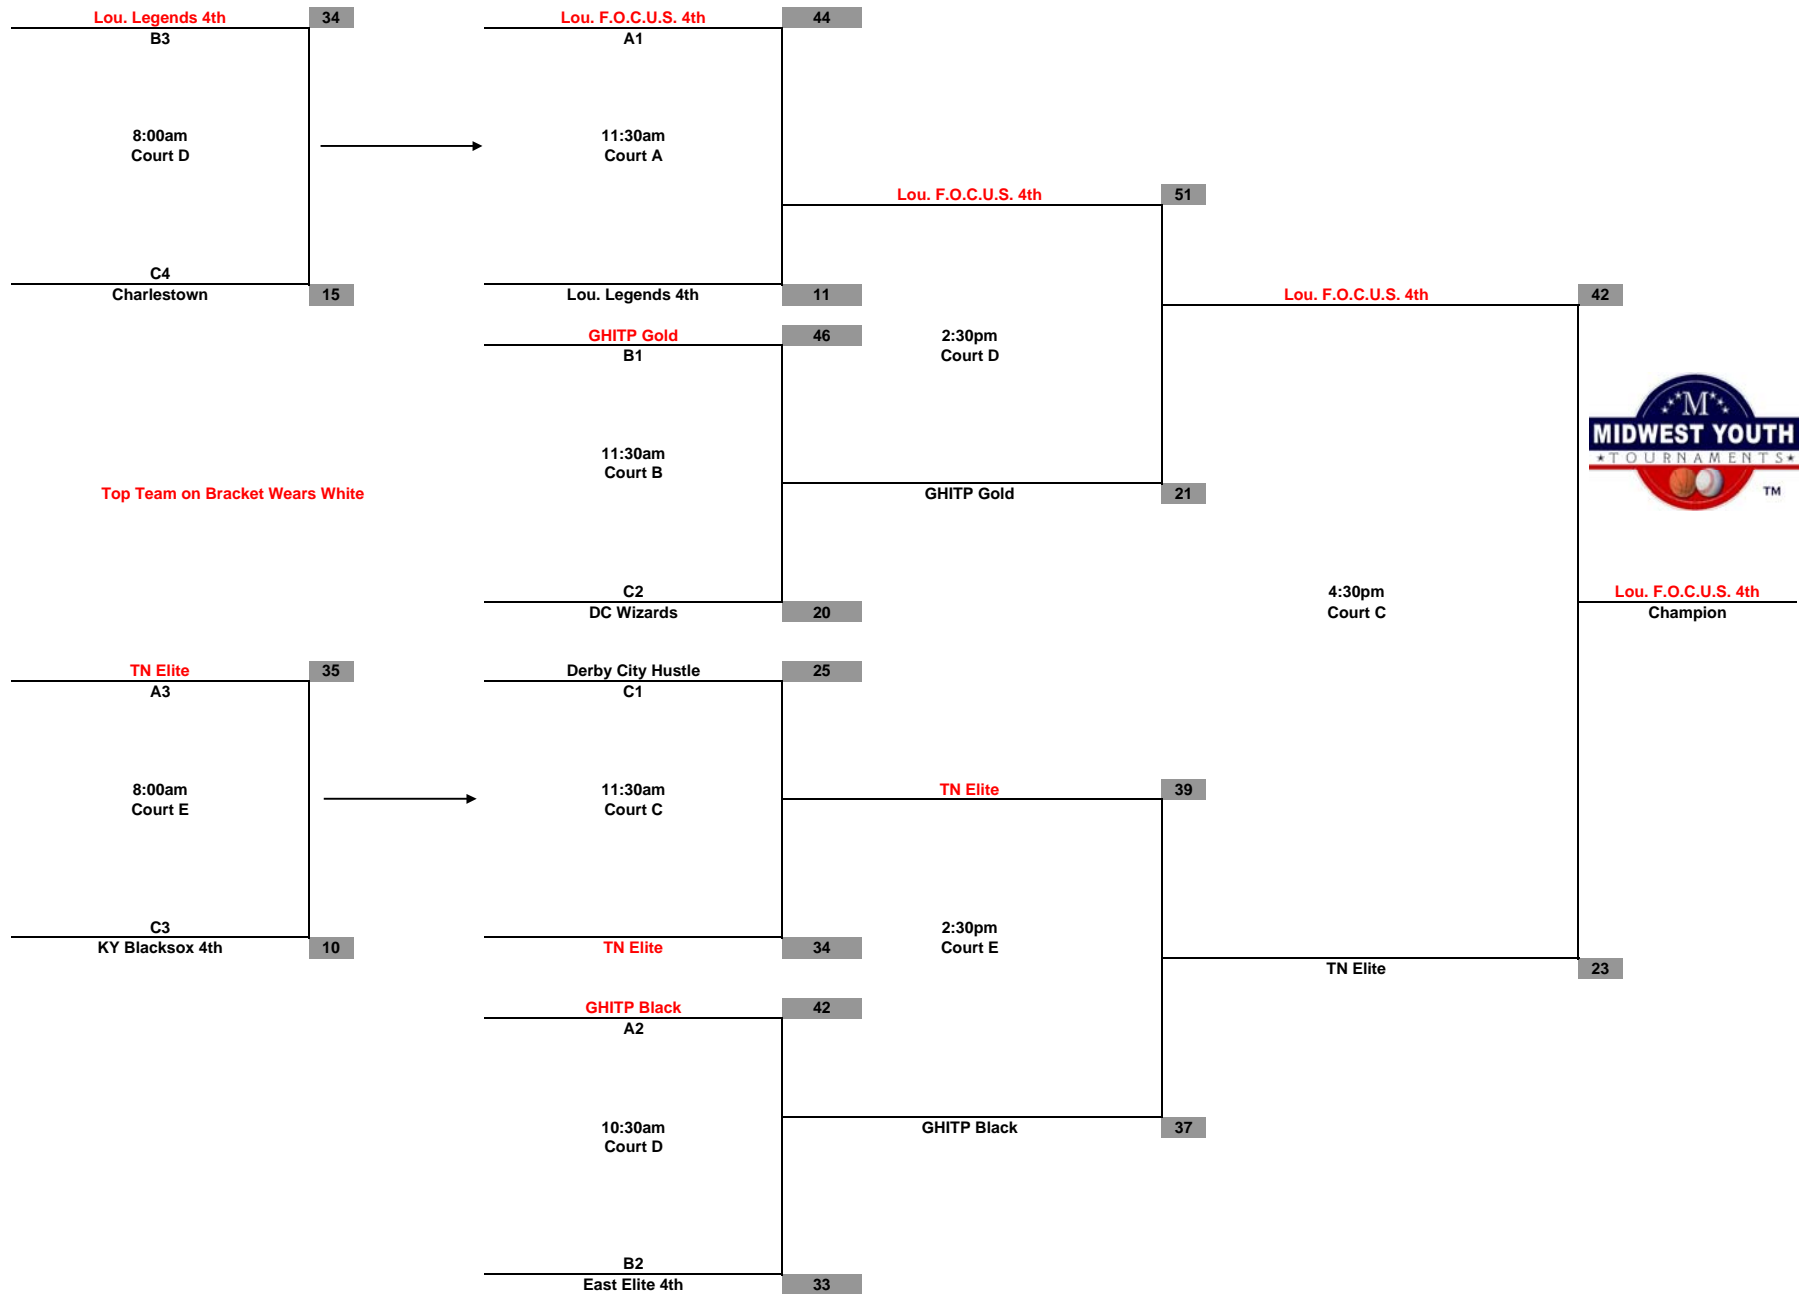 Lou. Legends 4th 34
B3
8:00am
Court D
C4
Charlestown 15
Lou. F.O.C.U.S. 4th 44
A1
11:30am
Court A
Lou. Legends 4th 11
GHITP Gold 46
B1
11:30am
Court B
C2
DC Wizards 20
Lou. F.O.C.U.S. 4th 51
2:30pm
Court D
GHITP Gold 21
Top Team on Bracket Wears White
Lou. F.O.C.U.S. 4th 42
4:30pm
Court C
TN Elite 23
M
MIDWEST YOUTH
TOURNAMENTS
TM
Lou. F.O.C.U.S. 4th
Champion
TN Elite 35
A3
8:00am
Court E
C3
KY Blacksox 4th 10
Derby City Hustle 25
C1
11:30am
Court C
TN Elite 34
GHITP Black 42
A2
10:30am
Court D
B2
East Elite 4th 33
TN Elite 39
2:30pm
Court E
GHITP Black 37